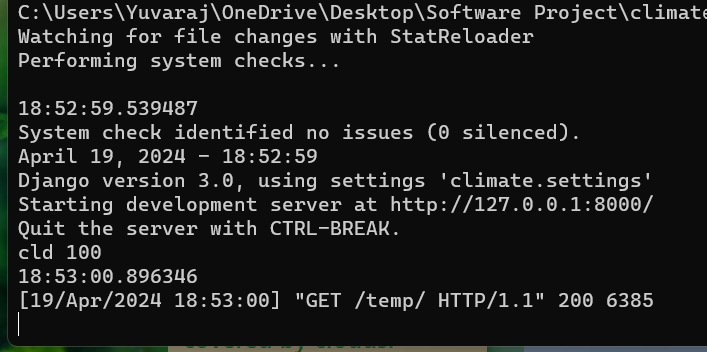 C:\Users\Yuvaraj\OneDrive\Desktop\Software Project\climate
Watching for file changes with StatReloader
Performing system checks...
18:52:59.539487
System check identified no issues (0 silenced).
April 19, 2024 - 18:52:59
Django version 3.0, using settings 'climate.settings'
Starting development server at http://127.0.0.1:8000/
Quit the server with CTRL-BREAK.
cld 100
18:53:00.896346
[19/Apr/2024 18:53:00] "GET /temp/ HTTP/1.1" 200 6385